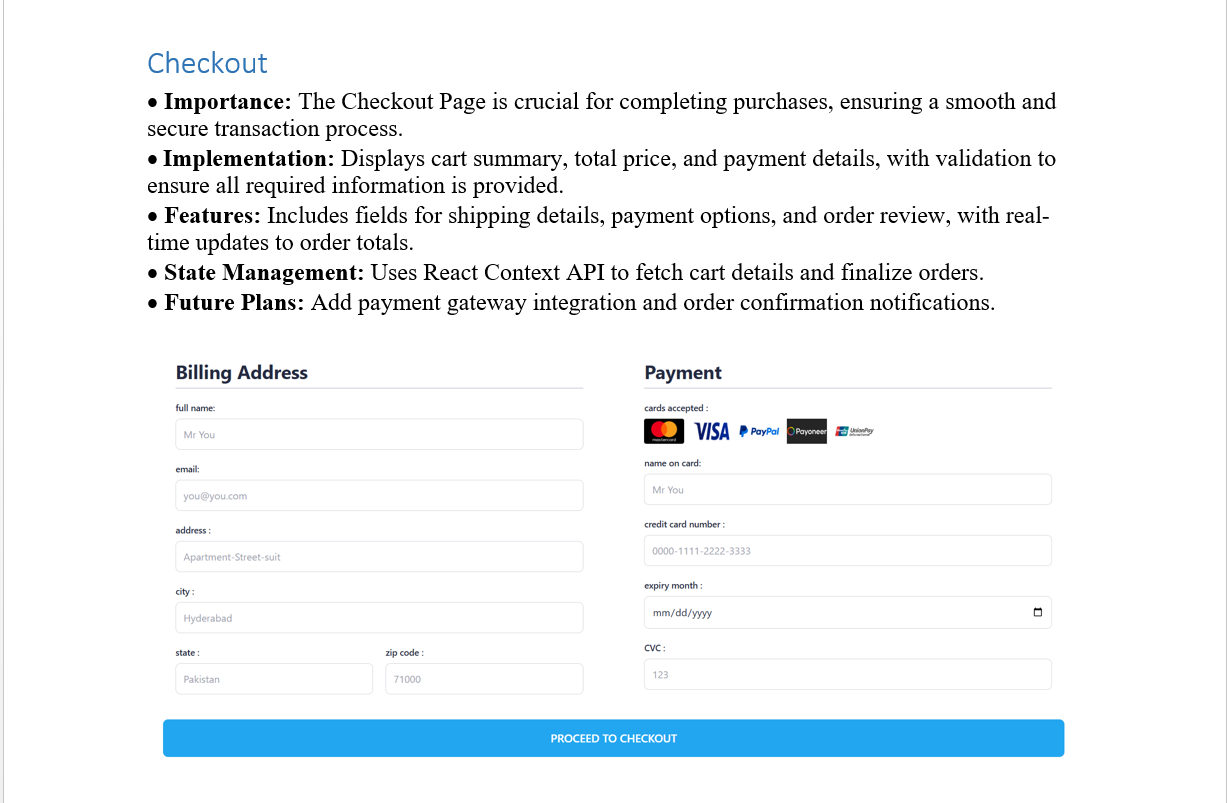 Checkout
• Importance: The Checkout Page is crucial for completing purchases, ensuring a smooth and
secure transaction process.
• Implementation: Displays cart summary, total price, and payment details, with validation to
ensure all required information is provided.
• Features: Includes fields for shipping details, payment options, and order review, with real-
time updates to order totals.
• State Management: Uses React Context API to fetch cart details and finalize orders.
• Future Plans: Add payment gateway integration and order confirmation notifications.
Billing Address
full name:
Mr You
email:
you@you.com
address :
Apartment-Street-suit
city :
Hyderabad
state :
Pakistan
zip code :
71000
Payment
cards accepted :
mastercard VISA PayPal Payoneer UnionPay
name on card:
Mr You
credit card number :
0000-1111-2222-3333
expiry month :
mm/dd/yyyy
CVC :
123
PROCEED TO CHECKOUT